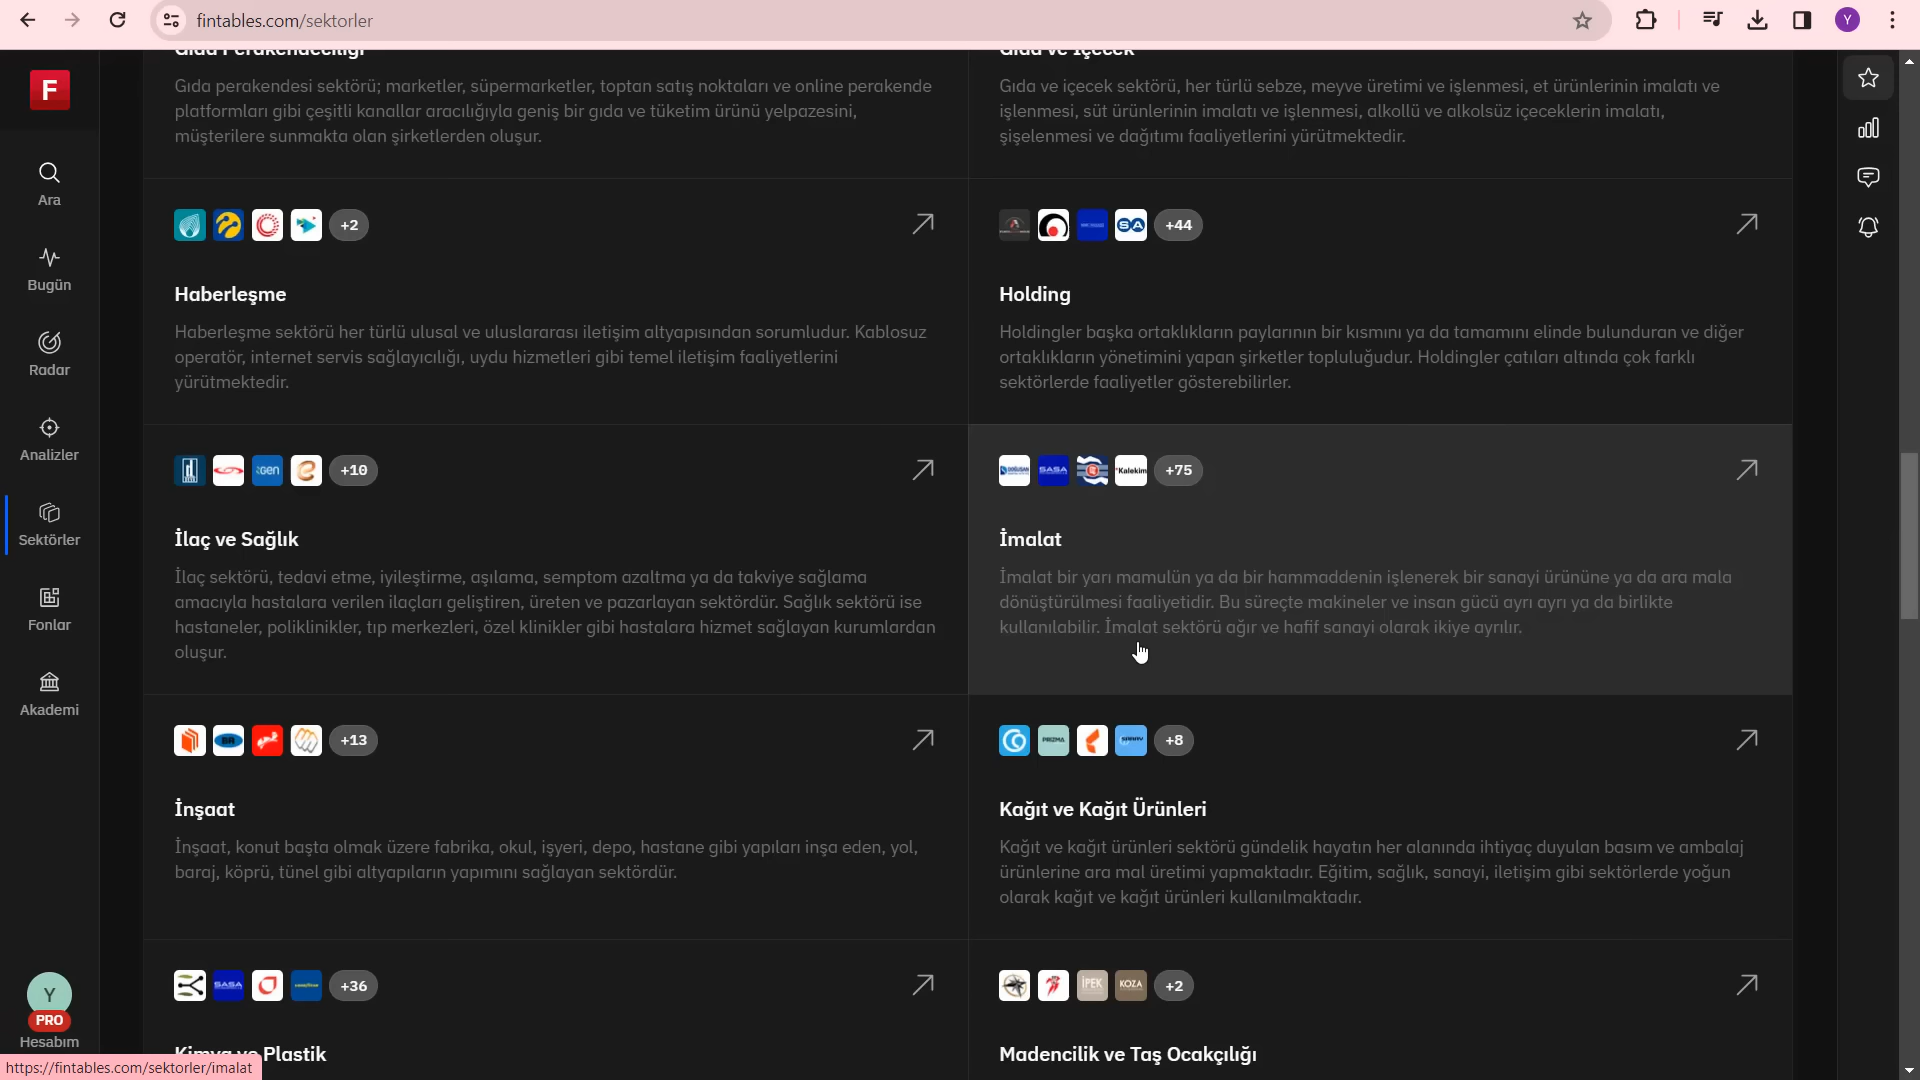 fintables.com/sektorler
Y
F
Ara
Bugün
Radar
Analizler
Sektörler
Fonlar
Akademi
Y
PRO
Hesabım
Gıda Perakendeciliği
Gıda perakendesi sektörü; marketler, süpermarketler, toptan satış noktaları ve online perakende
platformları gibi çeşitli kanallar aracılığıyla geniş bir gıda ve tüketim ürünü yelpazesini,
müşterilere sunmakta olan şirketlerden oluşur.
Gıda ve İçecek
Gıda ve içecek sektörü, her türlü sebze, meyve üretimi ve işlenmesi, et ürünlerinin imalatı ve
işlenmesi, süt ürünlerinin imalatı ve işlenmesi, alkollü ve alkolsüz içeceklerin imalatı,
şişelenmesi ve dağıtımı faaliyetlerini yürütmektedir.
+2
Haberleşme
Haberleşme sektörü her türlü ulusal ve uluslararası iletişim altyapısından sorumludur. Kablosuz
operatör, internet servis sağlayıcılığı, uydu hizmetleri gibi temel iletişim faaliyetlerini
yürütmektedir.
SA
+44
Holding
Holdingler başka ortaklıkların paylarının bir kısmını ya da tamamını elinde bulunduran ve diğer
ortaklıkların yönetimini yapan şirketler topluluğudur. Holdingler çatıları altında çok farklı
sektörlerde faaliyetler gösterebilirler.
GEN
+10
İlaç ve Sağlık
İlaç sektörü, tedavi etme, iyileştirme, aşılama, semptom azaltma ya da takviye sağlama
amacıyla hastalara verilen ilaçları geliştiren, üreten ve pazarlayan sektördür. Sağlık sektörü ise
hastaneler, poliklinikler, tıp merkezleri, özel klinikler gibi hastalara hizmet sağlayan kurumlardan
oluşur.
DOĞUSAN SASA Kalekim
+75
İmalat
İmalat bir yarı mamulün ya da bir hammaddenin işlenerek bir sanayi ürününe ya da ara mala
dönüştürülmesi faaliyetidir. Bu süreçte makineler ve insan gücü ayrı ayrı ya da birlikte
kullanılabilir. İmalat sektörü ağır ve hafif sanayi olarak ikiye ayrılır.
+13
İnşaat
İnşaat, konut başta olmak üzere fabrika, okul, işyeri, depo, hastane gibi yapıları inşa eden, yol,
baraj, köprü, tünel gibi altyapıların yapımını sağlayan sektördür.
PRIZMA SARAY
+8
Kağıt ve Kağıt Ürünleri
Kağıt ve kağıt ürünleri sektörü gündelik hayatın her alanında ihtiyaç duyulan basım ve ambalaj
ürünlerine ara mal üretimi yapmaktadır. Eğitim, sağlık, sanayi, iletişim gibi sektörlerde yoğun
olarak kağıt ve kağıt ürünleri kullanılmaktadır.
SASA
+36
Kimya ve Plastik
İPEK KOZA
+2
Madencilik ve Taş Ocakçılığı
https://fintables.com/sektorler/imalat